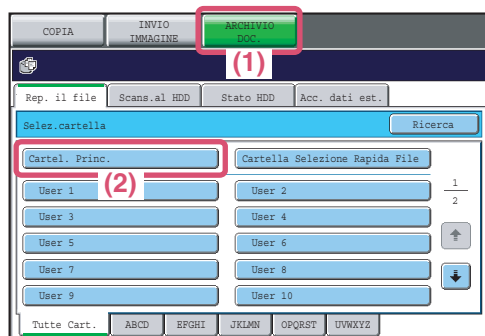 COPIA
INVIO
IMMAGINE
ARCHIVIO
DOC.
(1)
Rep. il file
Scans.al HDD
Stato HDD
Acc. dati est.
Selez.cartella
Ricerca
Cartel. Princ.
Cartella Selezione Rapida File
(2)
User 1
User 2
1
2
User 3
User 4
User 5
User 6
User 7
User 8
User 9
User 10
Tutte Cart.
ABCD
EFGHI
JKLMN
OPQRST
UVWXYZ